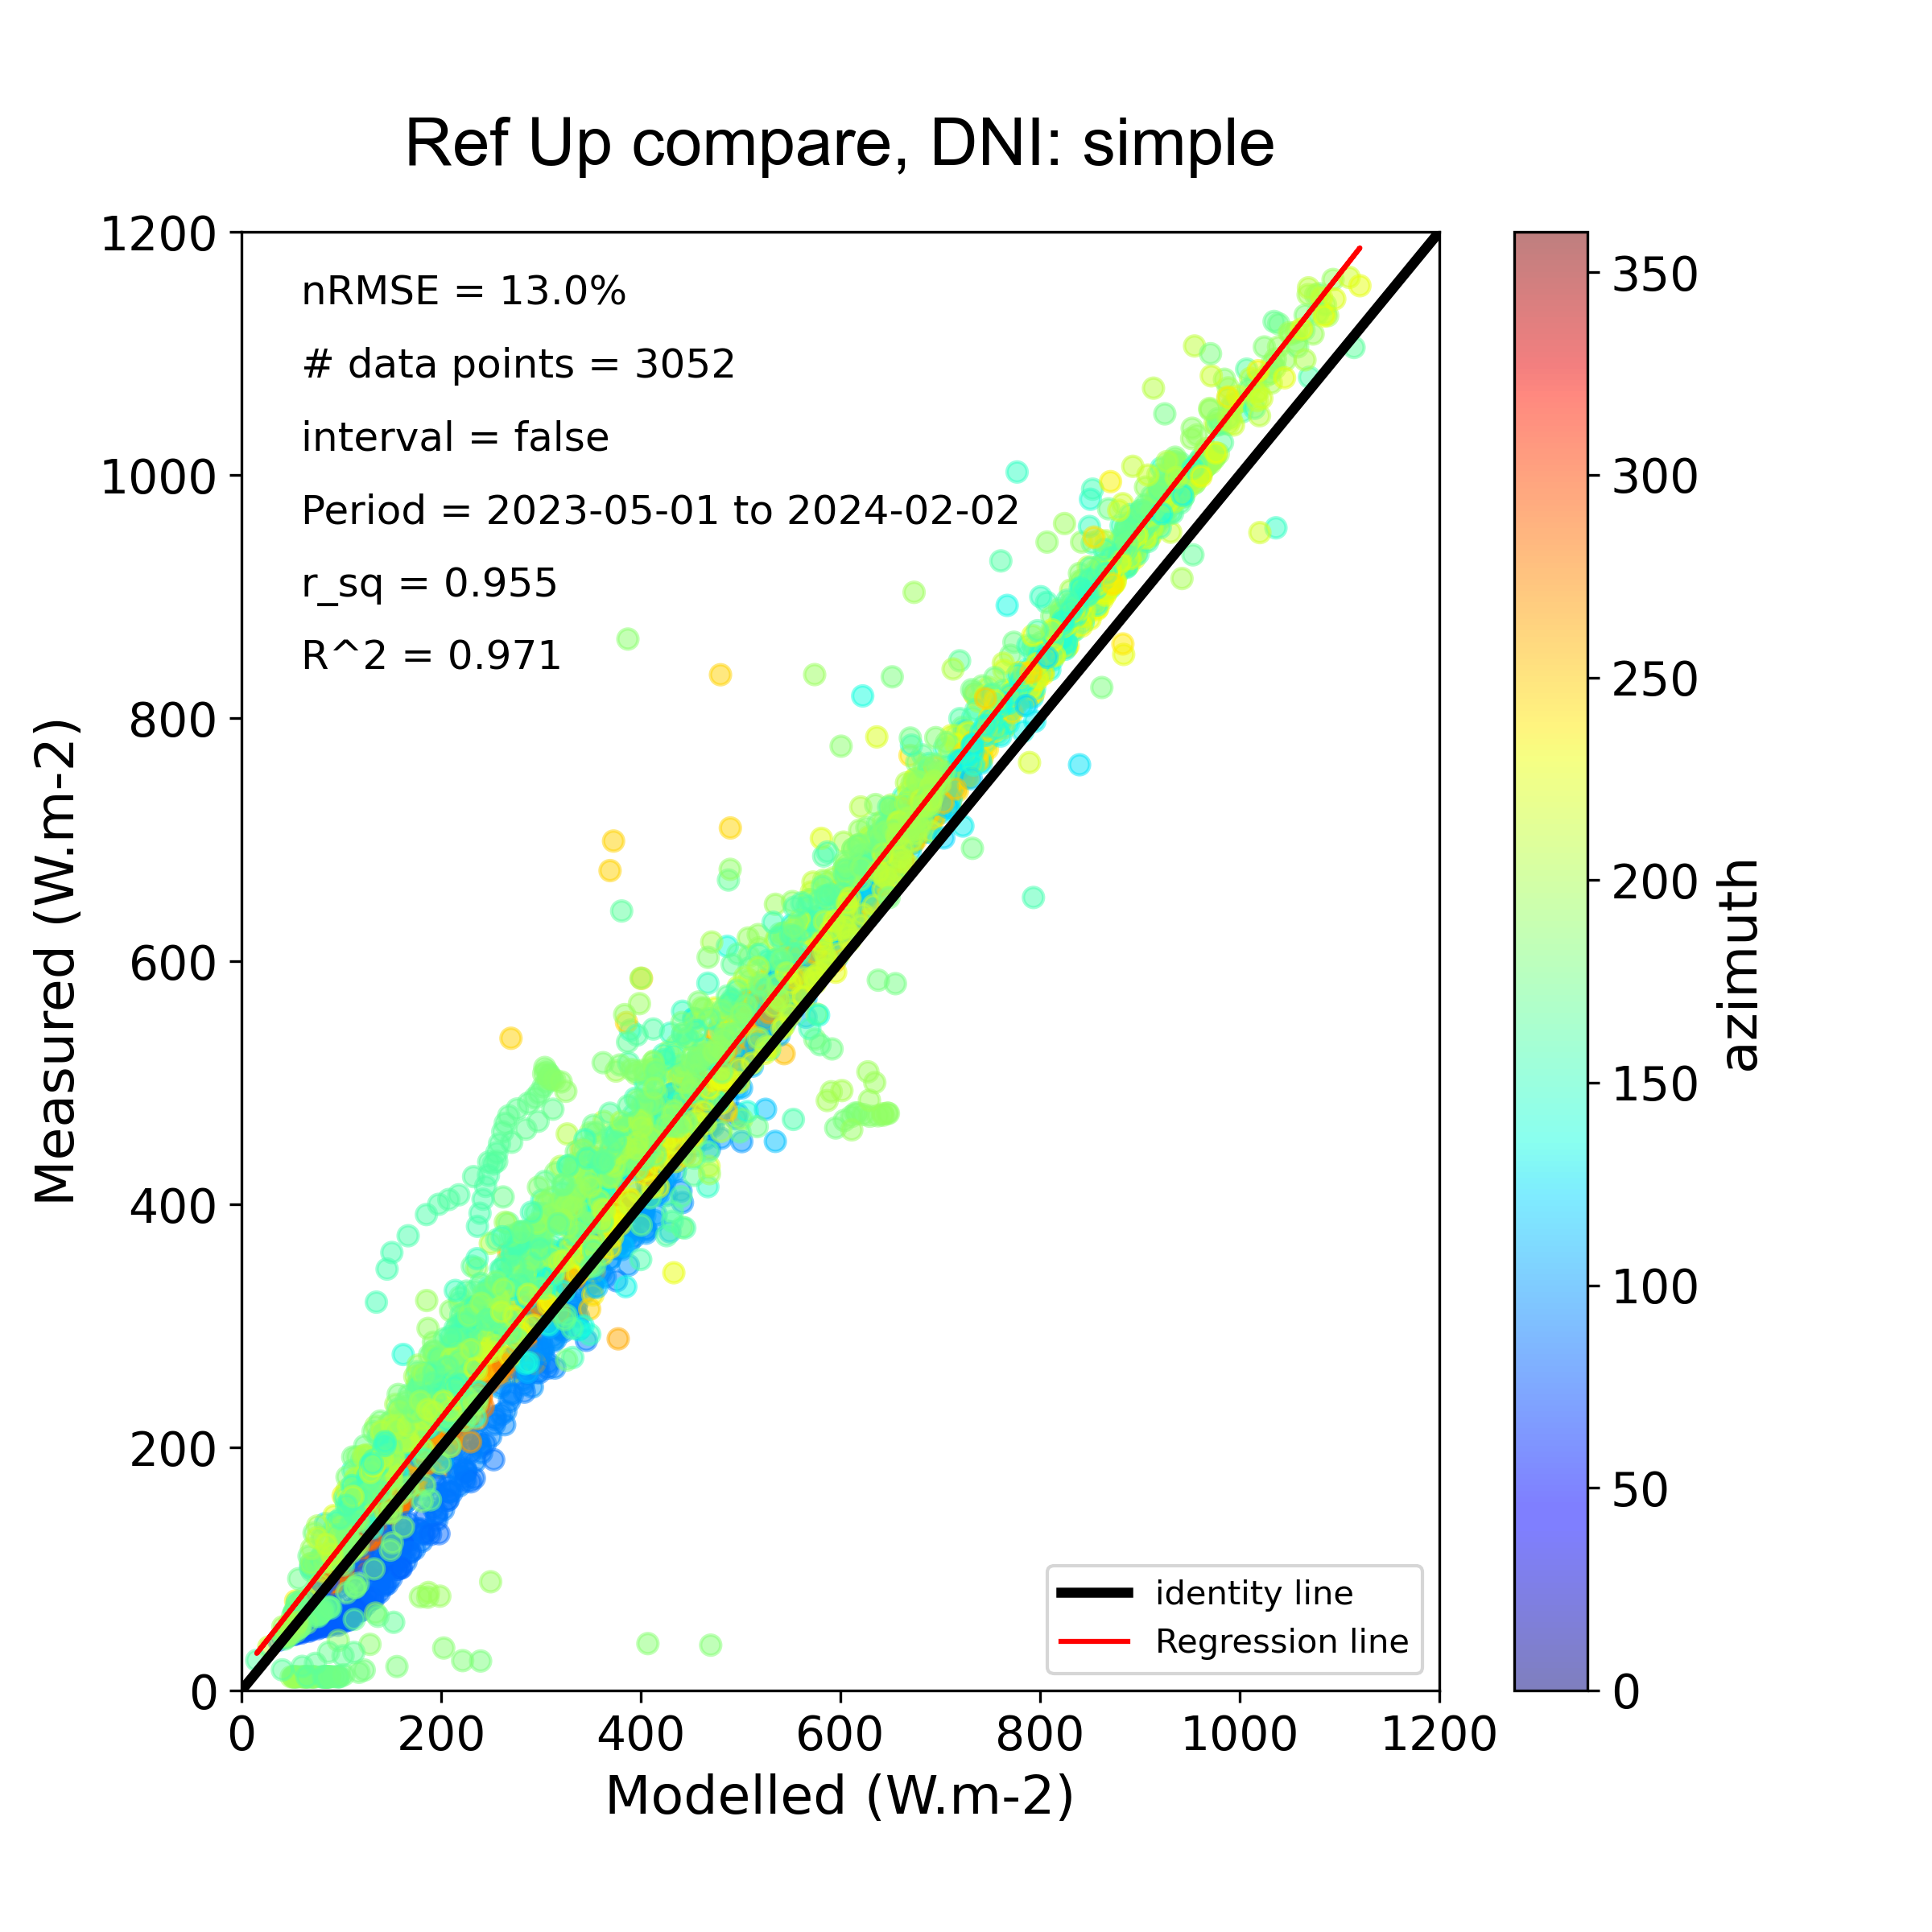 Ref Up compare, DNI: simple
nRMSE = 13.0%
# data points = 3052
interval = false
Period = 2023-05-01 to 2024-02-02
r_sq = 0.955
R^2 = 0.971
Measured (W.m-2)
1200
1000
800
600
400
200
0
0 200 400 600 800 1000 1200
Modelled (W.m-2)
identity line
Regression line
350
300
250
200
150
100
50
0
azimuth